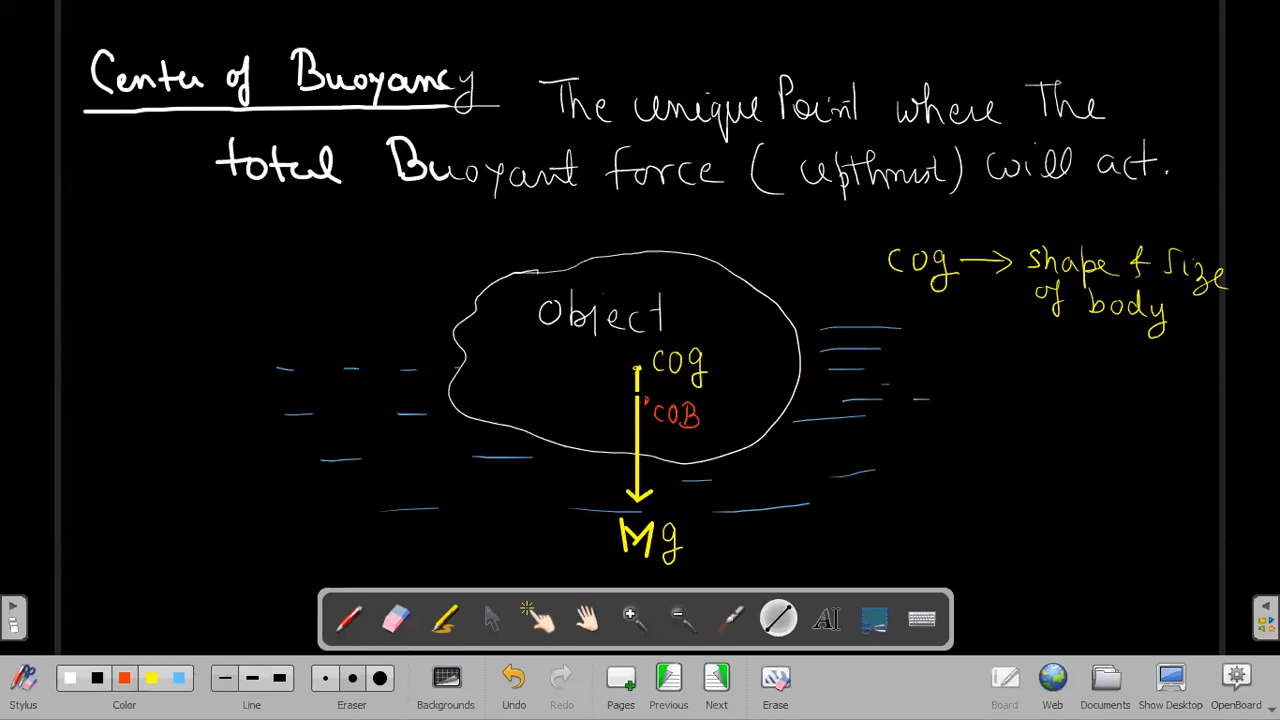 Center of Buoyancy The unique Point where The
total Buoyant force (upthrust) will act.
COg → shape & size
of body
Object
COg
COB
Mg
AI
Stylus
Color
Line
Eraser
Backgrounds
Undo
Redo
Pages
Previous
Next
Erase
Board
Web
Documents
Show Desktop
OpenBoard